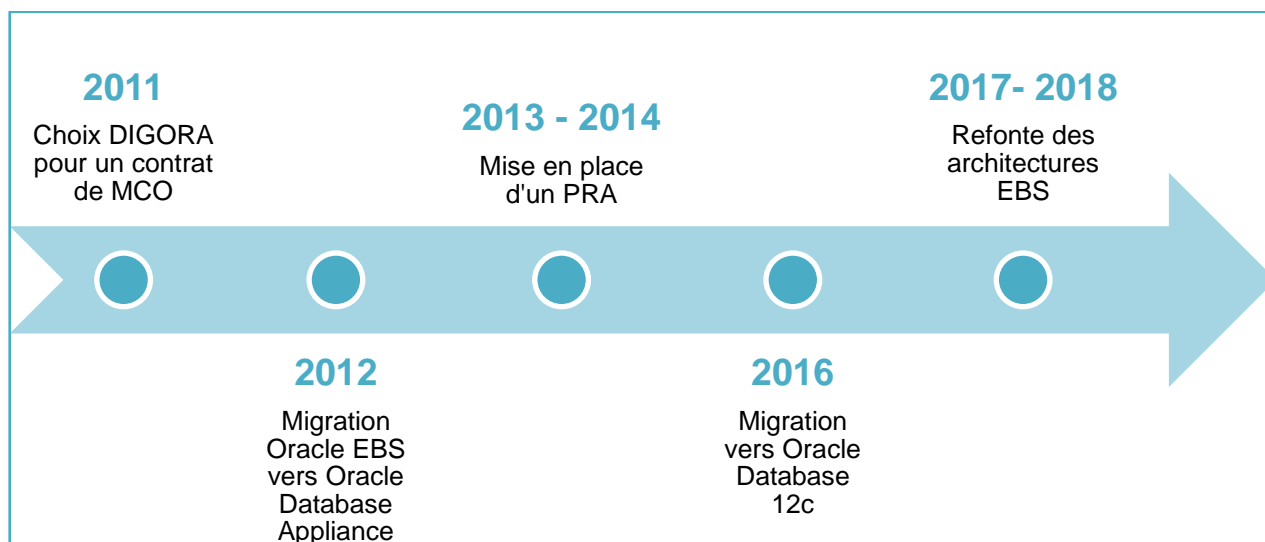 2011
Choix DIGORA
pour un contrat
de MCO
2012
Migration
Oracle EBS
vers Oracle
Database
Appliance
2013 - 2014
Mise en place
d'un PRA
2016
Migration
vers Oracle
Database
12c
2017- 2018
Refonte des
architectures
EBS